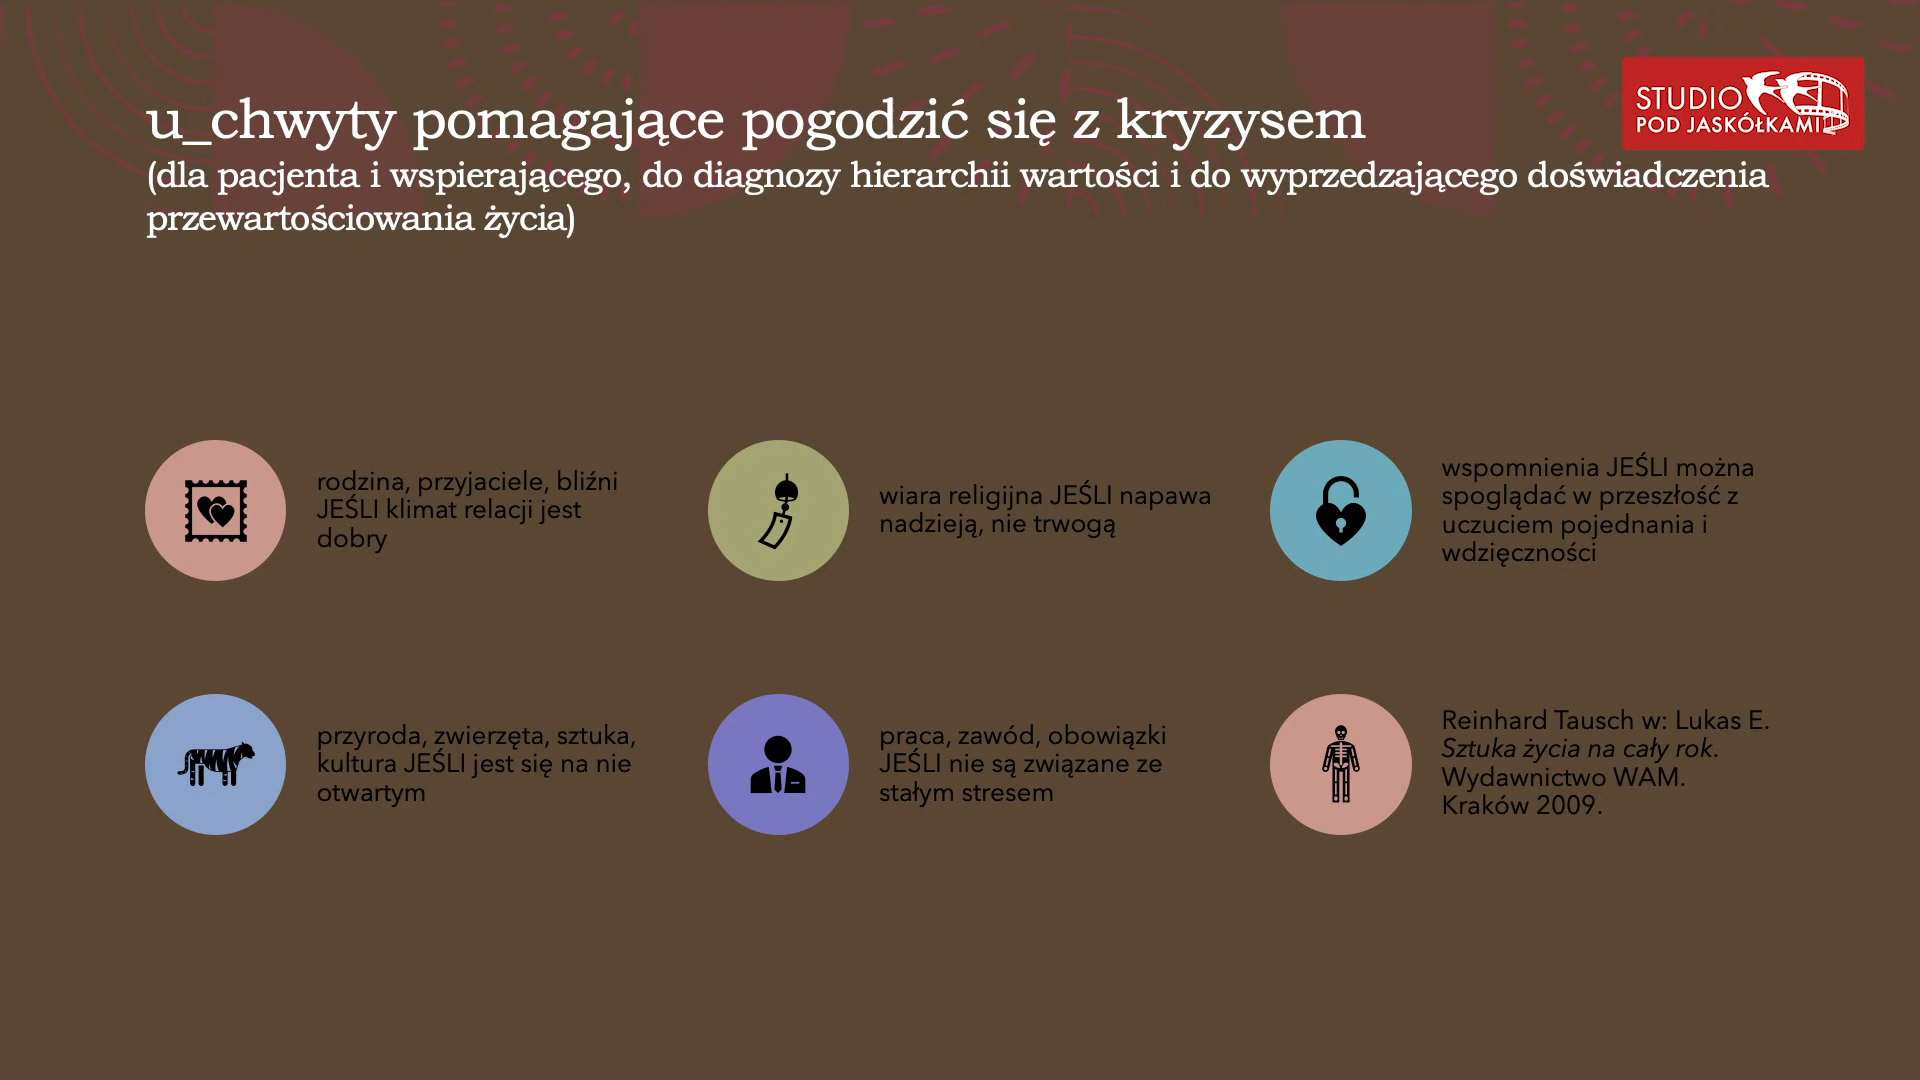 u_chwyty pomagające pogodzić się z kryzysem
(dla pacjenta i wspierającego, do diagnozy hierarchii wartości i do wyprzedzającego doświadczenia
przewartościowania życia)
STUDIO
POD JASKÓŁKAMI
rodzina, przyjaciele, bliźni
JEŚLI klimat relacji jest
dobry
wiara religijna JEŚLI napawa
nadzieją, nie trwogą
wspomnienia JEŚLI można
spoglądać w przeszłość z
uczuciem pojednania i
wdzięczności
przyroda, zwierzęta, sztuka,
kultura JEŚLI jest się na nie
otwartym
praca, zawód, obowiązki
JEŚLI nie są związane ze
stałym stresem
Reinhard Tausch w: Lukas E.
Sztuka życia na cały rok.
Wydawnictwo WAM.
Kraków 2009.